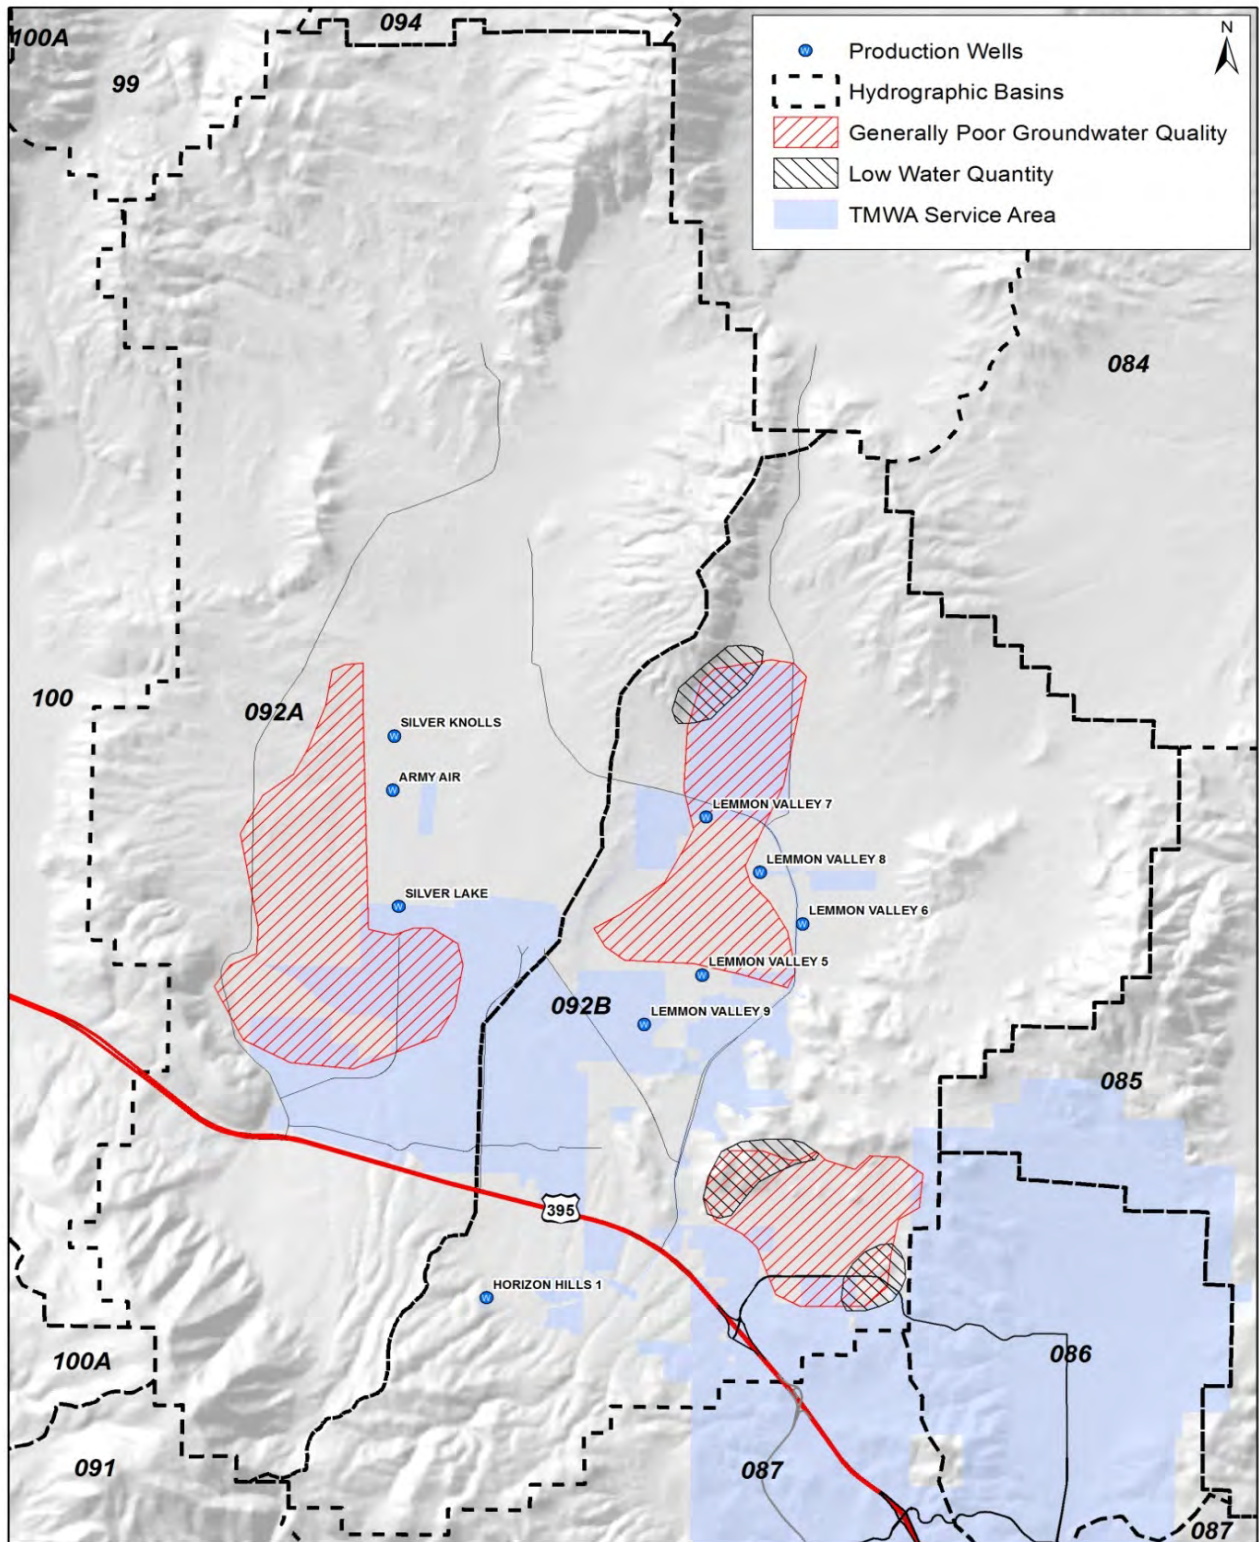 094
100A
99
N
Production Wells
Hydrographic Basins
Generally Poor Groundwater Quality
Low Water Quantity
TMWA Service Area
W
084
100
092A
W SILVER KNOLLS
W ARMY AIR
W LEMMON VALLEY 7
W LEMMON VALLEY 8
W SILVER LAKE
W LEMMON VALLEY 6
W LEMMON VALLEY 5
092B
W LEMMON VALLEY 9
085
395
W HORIZON HILLS 1
100A
086
091
087
087